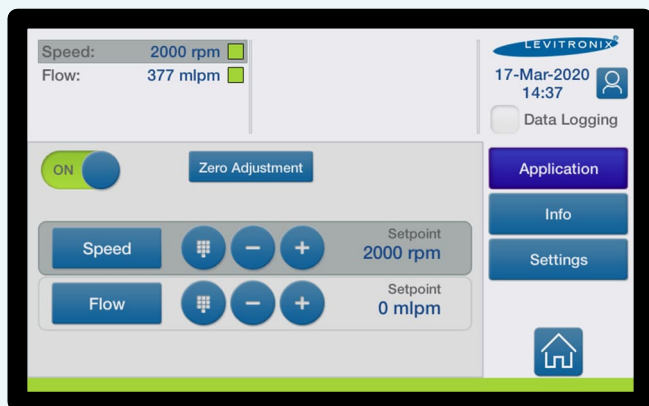 Speed: 2000 rpm
Flow: 377 mlpm
LEVITRONIX®
17-Mar-2020
14:37
Data Logging
ON
Zero Adjustment
Application
Info
Settings
Speed
Setpoint
2000 rpm
Flow
Setpoint
0 mlpm